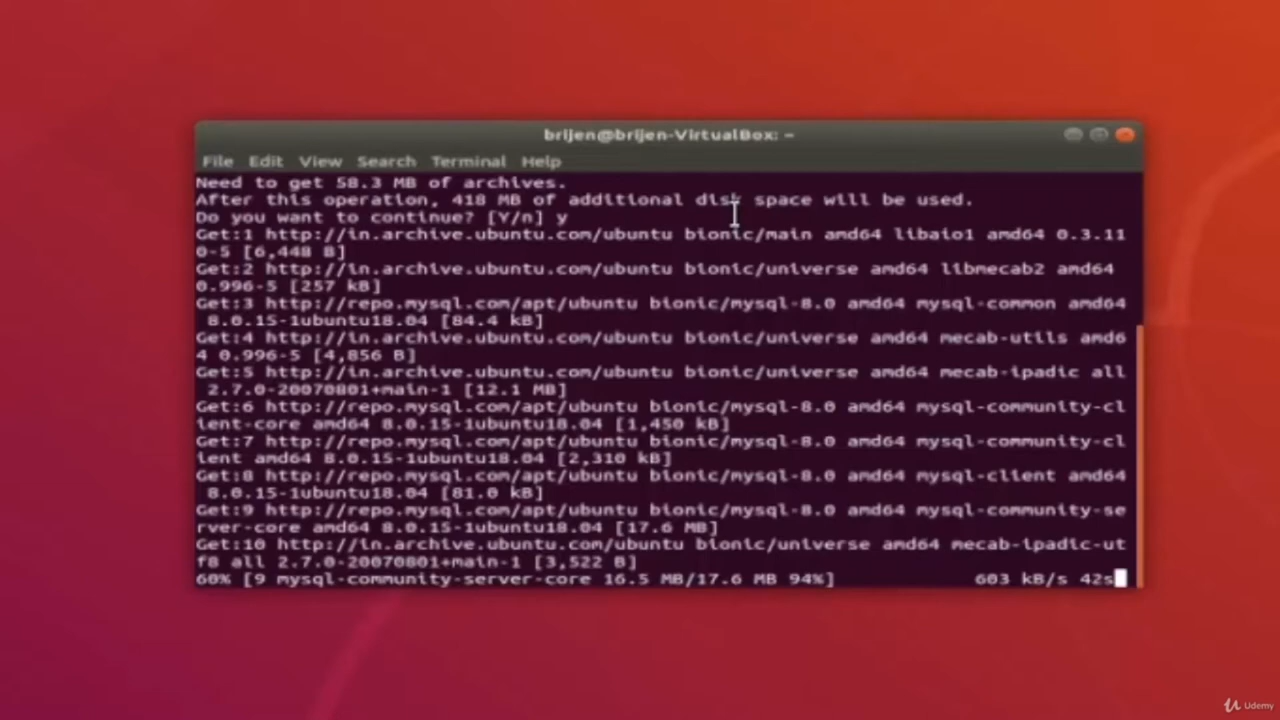 brijen@brijen-VirtualBox: ~
File Edit View Search Terminal Help
Need to get 58.3 MB of archives.
After this operation, 418 MB of additional disk space will be used.
Do you want to continue? [Y/n] y
Get:1 http://in.archive.ubuntu.com/ubuntu bionic/main amd64 libaio1 amd64 0.3.11
0-5 [6,448 B]
Get:2 http://in.archive.ubuntu.com/ubuntu bionic/universe amd64 libmecab2 amd64
0.996-5 [257 kB]
Get:3 http://repo.mysql.com/apt/ubuntu bionic/mysql-8.0 amd64 mysql-common amd64
8.0.15-1ubuntu18.04 [84.4 kB]
Get:4 http://in.archive.ubuntu.com/ubuntu bionic/universe amd64 mecab-utils amd6
4 0.996-5 [4,856 B]
Get:5 http://in.archive.ubuntu.com/ubuntu bionic/universe amd64 mecab-ipadic all
2.7.0-20070801+main-1 [12.1 MB]
Get:6 http://repo.mysql.com/apt/ubuntu bionic/mysql-8.0 amd64 mysql-community-cl
ient-core amd64 8.0.15-1ubuntu18.04 [1,450 kB]
Get:7 http://repo.mysql.com/apt/ubuntu bionic/mysql-8.0 amd64 mysql-community-cl
ient amd64 8.0.15-1ubuntu18.04 [2,310 kB]
Get:8 http://repo.mysql.com/apt/ubuntu bionic/mysql-8.0 amd64 mysql-client amd64
8.0.15-1ubuntu18.04 [81.0 kB]
Get:9 http://repo.mysql.com/apt/ubuntu bionic/mysql-8.0 amd64 mysql-community-se
rver-core amd64 8.0.15-1ubuntu18.04 [17.6 MB]
Get:10 http://in.archive.ubuntu.com/ubuntu bionic/universe amd64 mecab-ipadic-ut
f8 all 2.7.0-20070801+main-1 [3,522 B]
60% [9 mysql-community-server-core 16.5 MB/17.6 MB 94%] 603 kB/s 42s
Udemy